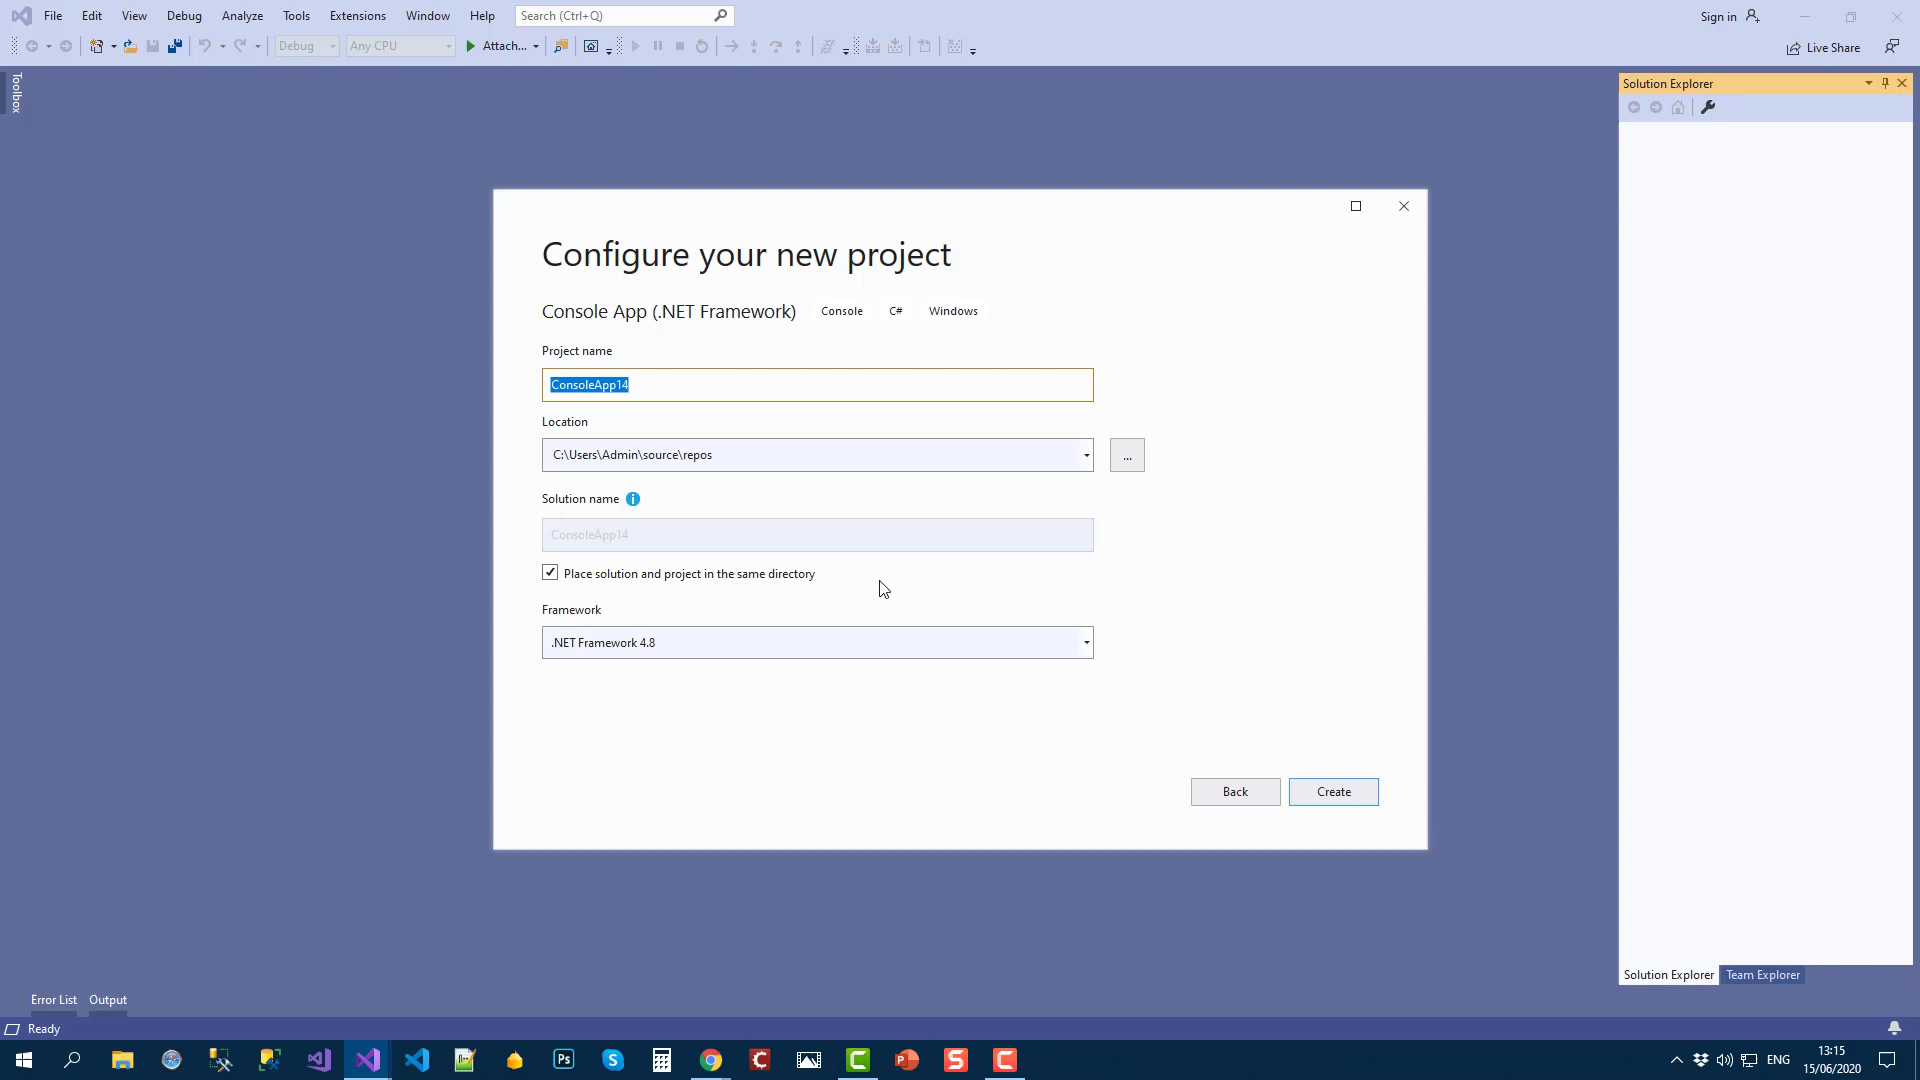 File Edit View Debug Analyze Tools Extensions Window Help Search (Ctrl+Q) Sign in
Debug Any CPU Attach... Live Share
Toolbox
Solution Explorer
Configure your new project
Console App (.NET Framework) Console C# Windows
Project name
ConsoleApp14
Location
C:\Users\Admin\source\repos
...
Solution name
ConsoleApp14
Place solution and project in the same directory
Framework
.NET Framework 4.8
Back Create
Solution Explorer Team Explorer
Error List Output
Ready
Ps
ENG
13:15
15/06/2020